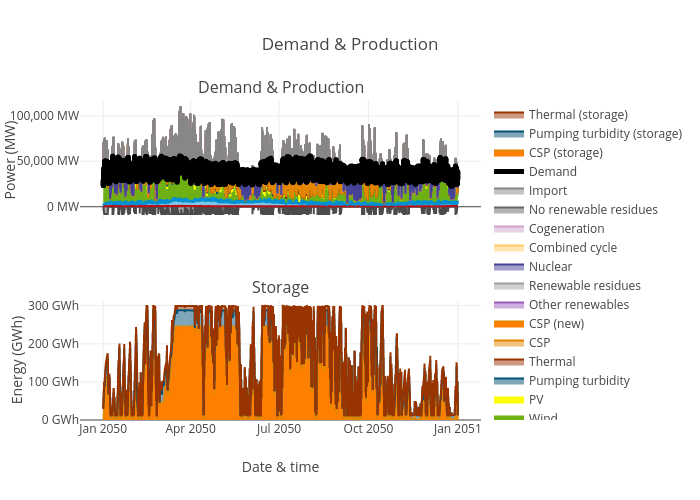 Demand & Production
Demand & Production
Power (MW)
100,000 MW
50,000 MW
0 MW
Storage
Energy (GWh)
300 GWh
200 GWh
100 GWh
0 GWh
Jan 2050
Apr 2050
Jul 2050
Oct 2050
Jan 2051
Date & time
Thermal (storage)
Pumping turbidity (storage)
CSP (storage)
Demand
Import
No renewable residues
Cogeneration
Combined cycle
Nuclear
Renewable residues
Other renewables
CSP (new)
CSP
Thermal
Pumping turbidity
PV
Wind